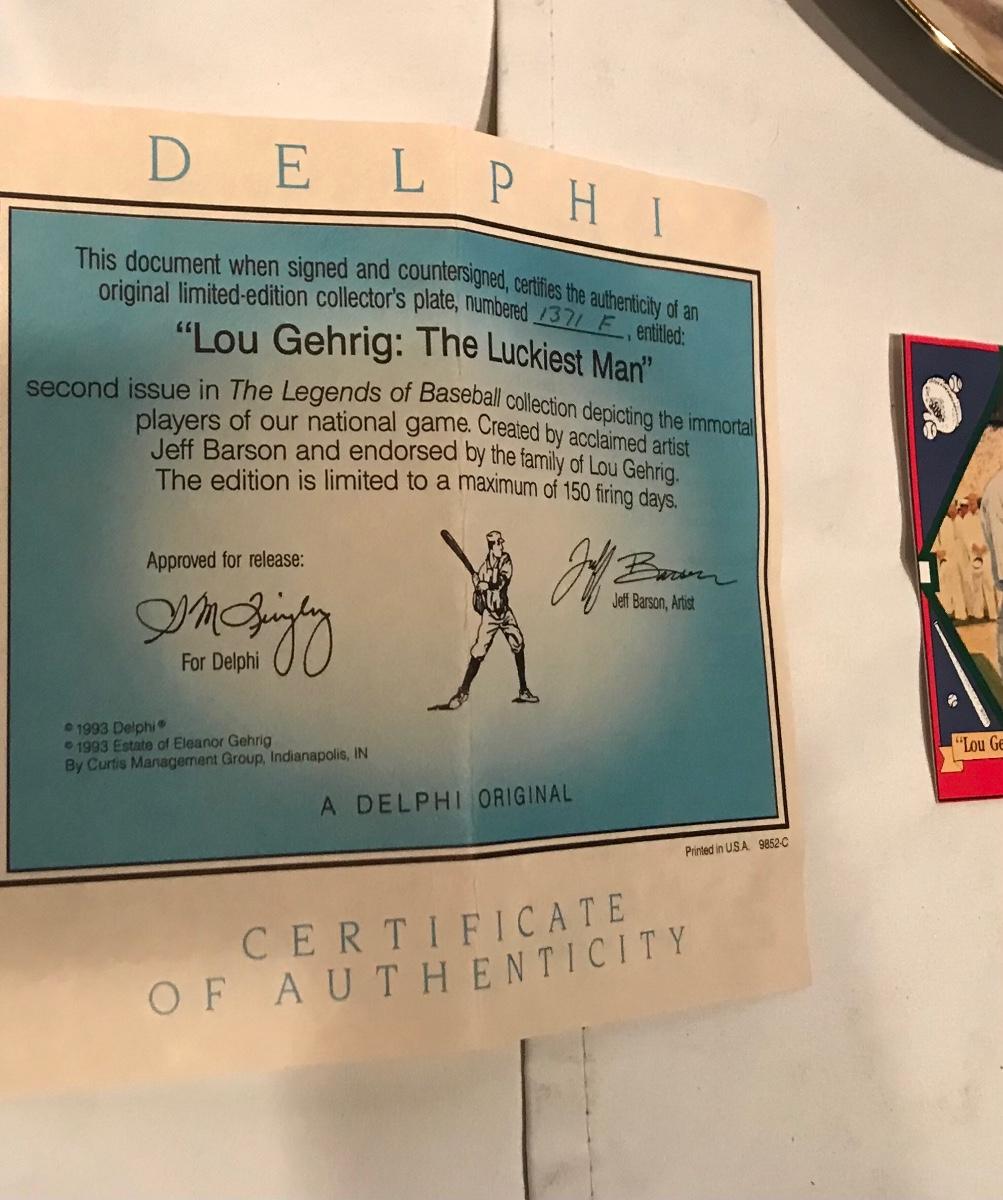 DELPHI
This document when signed and countersigned, certifies the authenticity of an
original limited-edition collector's plate, numbered 1371 F, entitled:
"Lou Gehrig: The Luckiest Man"
second issue in The Legends of Baseball collection depicting the immortal
players of our national game. Created by acclaimed artist
Jeff Barson and endorsed by the family of Lou Gehrig.
The edition is limited to a maximum of 150 firing days.
Approved for release:
Jeff Barson
Jeff Barson, Artist
For Delphi
© 1993 Delphi®
© 1993 Estate of Eleanor Gehrig
By Curtis Management Group, Indianapolis, IN
A DELPHI ORIGINAL
Printed in U.S.A. 9852-C
CERTIFICATE
OF AUTHENTICITY
"Lou Ge